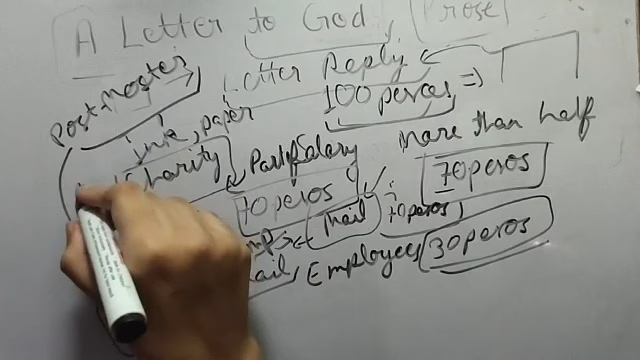 A Letter to God (Prose)
Postmaster
Letter Reply
100 pesos =>
ink, paper
more than half
Charity
Part Salary
70 pesos
70 pesos
mail
70 pesos
Employees
30 pesos